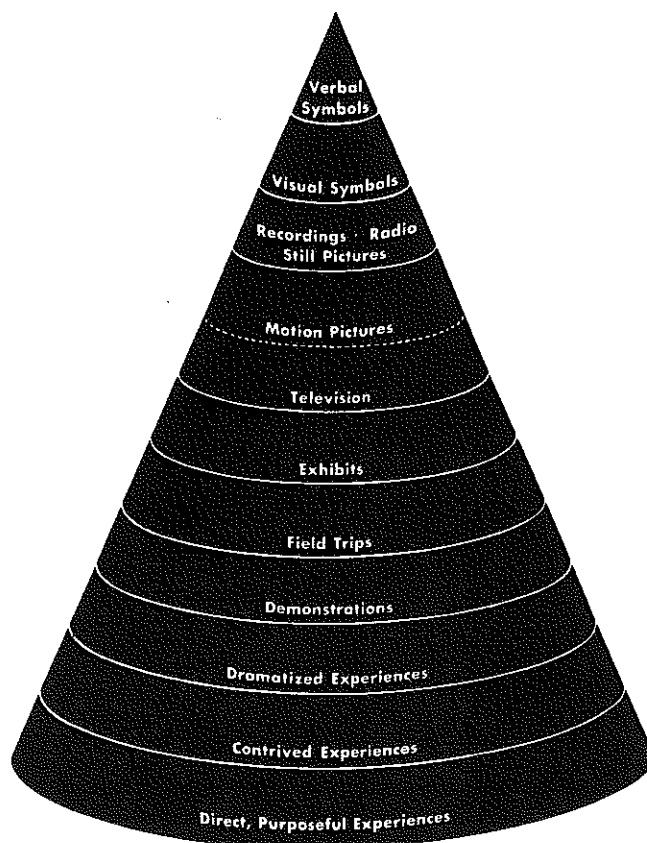 Verbal
Symbols
Visual Symbals
Recordings · Radio
Still Pictures
Motion Pictures
Television
Exhibits
Field Trips
Demonstrations
Dramatized Experiences
Contrived Experiences
Direct, Purposeful Experiences